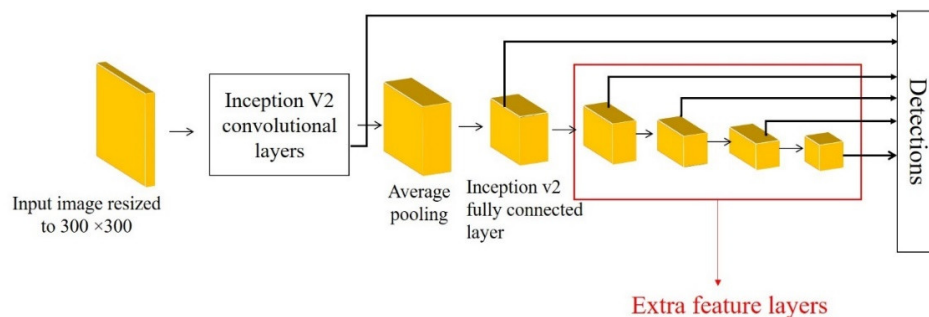 Input image resized
to 300 ×300
Inception V2
convolutional
layers
Average
pooling
Inception v2
fully connected
layer
Extra feature layers
Detections